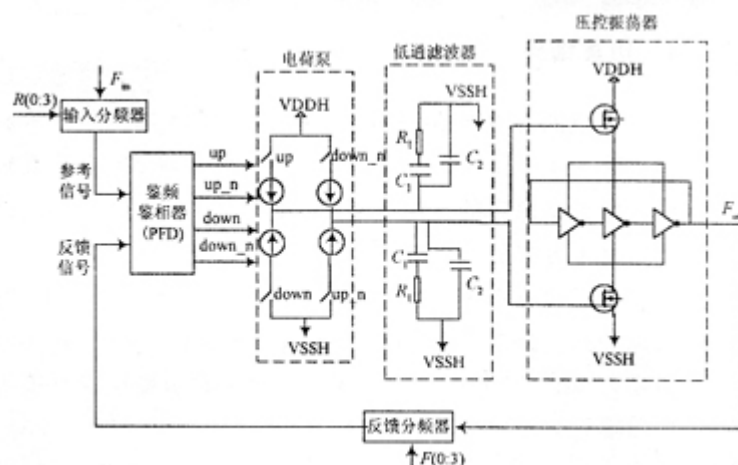 压控振荡器
电荷泵
低通滤波器
F_in
R(0:3)
输入分频器
VDDH
VSSH
VDDH
R_1
C_2
C_1
参考
信号
up
up_n
down
down_n
up
down_n
鉴频
鉴相器
(PFD)
反馈
信号
C_1
R_1
C_2
down
up_n
VSSH
VSSH
VSSH
反馈分频器
F(0:3)